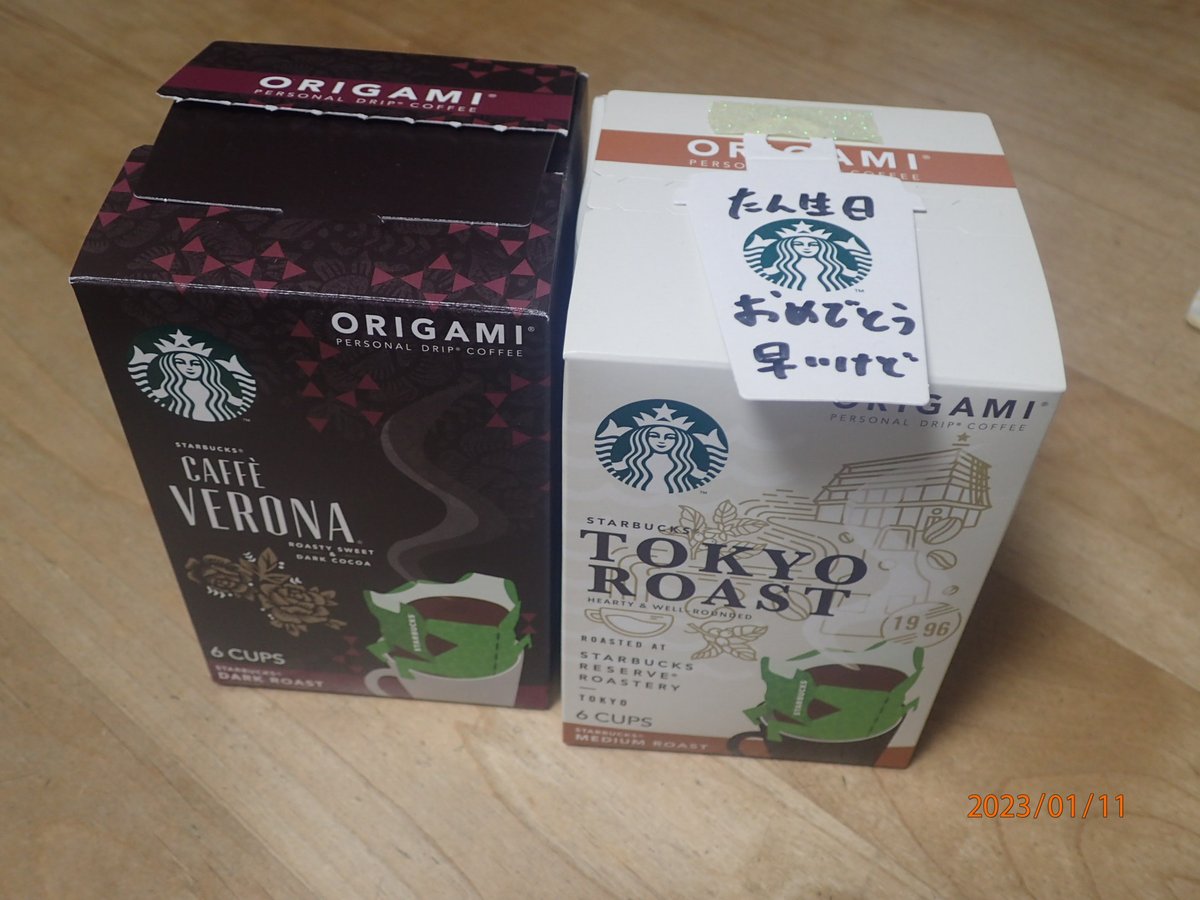 ORIGAMI®
PERSONAL DRIP® COFFEE
ORIGAMI®
PERSONAL DRIP® COFFEE
STARBUCKS®
CAFFÈ
VERONA®
ROASTY SWEET
&
DARK COCOA
STARBUCKS
6 CUPS
STARBUCKS®
DARK ROAST
たん生日
おめでとう
早いけど
ORIGAMI®
PERSONAL DRIP® COFFEE
STARBUCKS®
TOKYO
ROAST
HEARTY & WELL-ROUNDED
1996
ROASTED AT
STARBUCKS
RESERVE®
ROASTERY
TOKYO
STARBUCKS
6 CUPS
STARBUCKS®
MEDIUM ROAST
2023/01/11